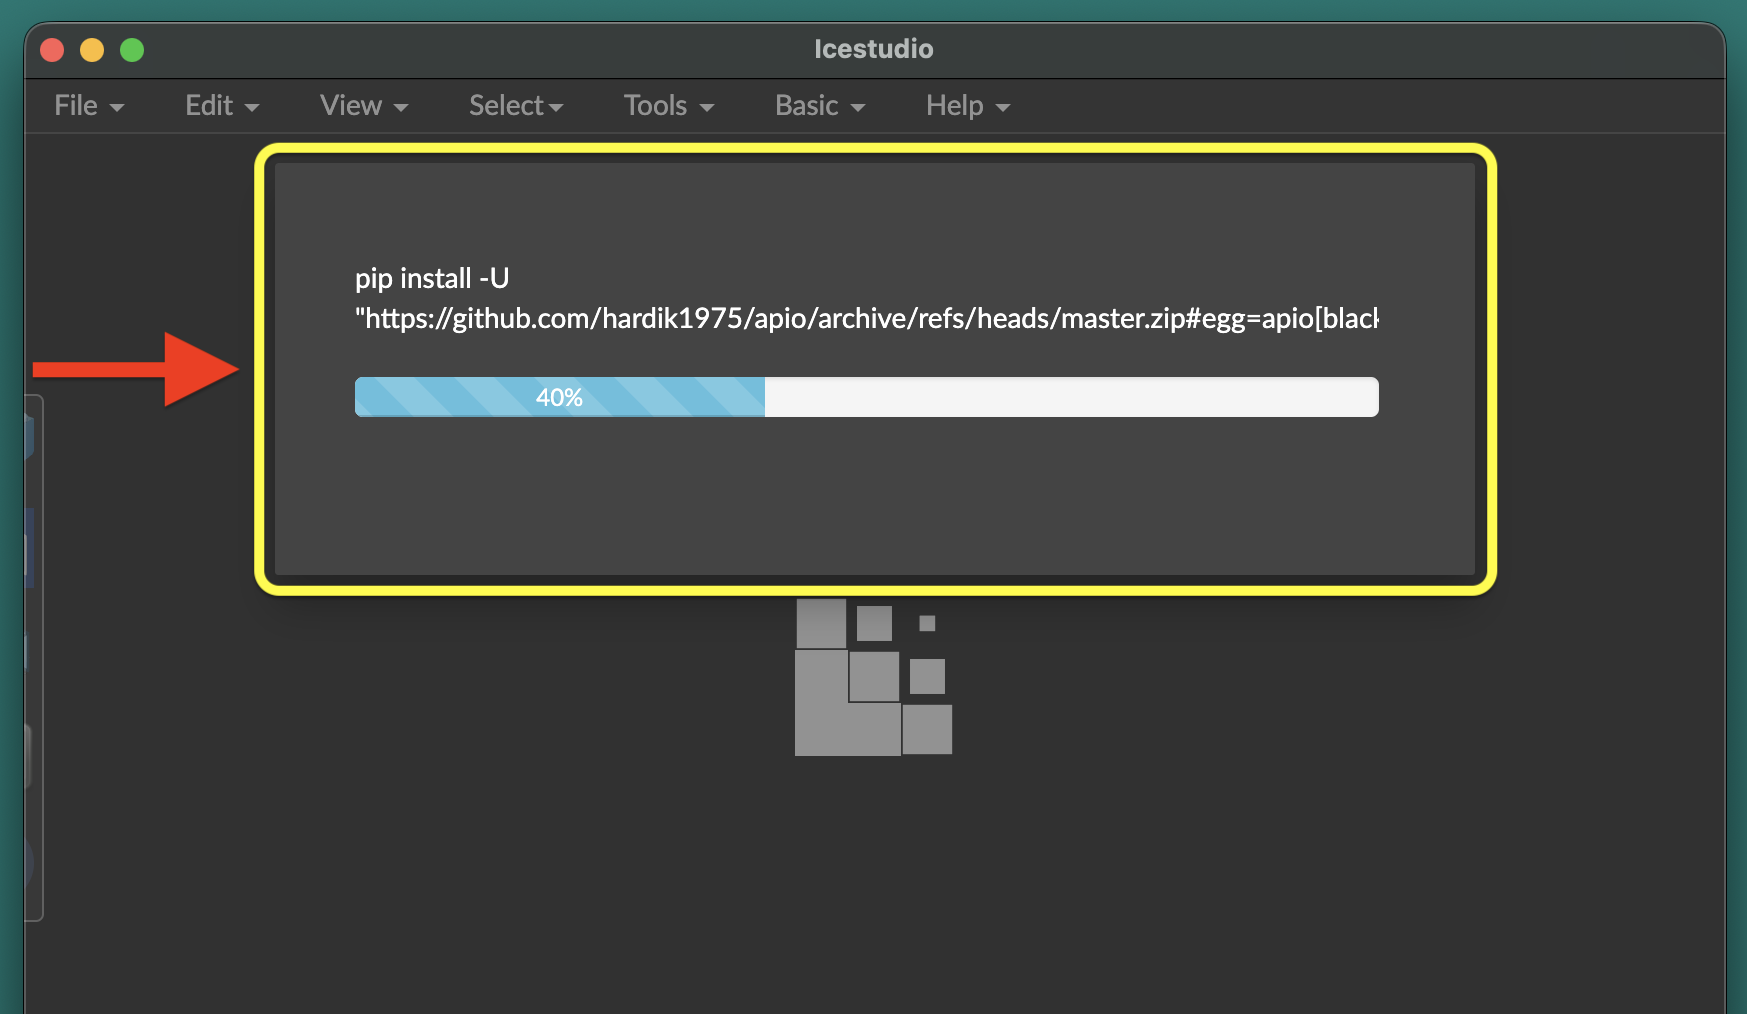 Icestudio
File Edit View Select Tools Basic Help
pip install -U
"https://github.com/hardik1975/apio/archive/refs/heads/master.zip#egg=apio[black
40%